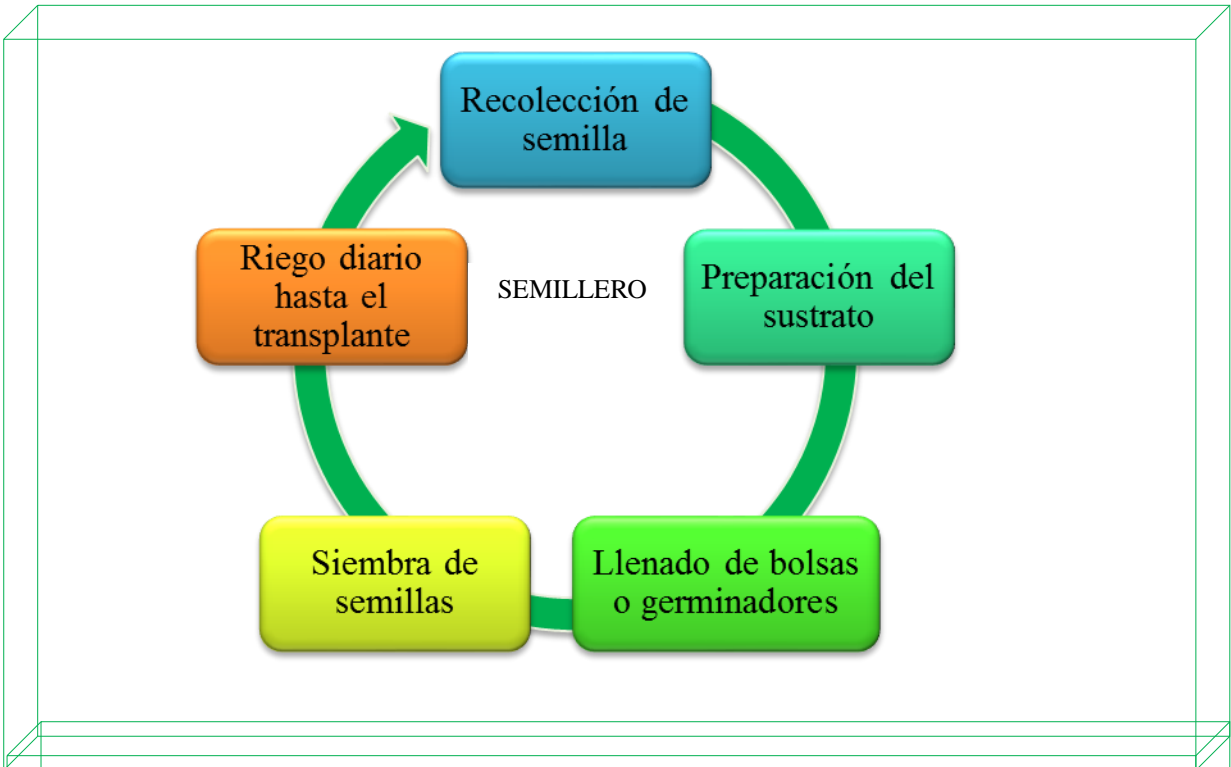 Recolección de
semilla
Preparación del
sustrato
Llenado de bolsas
o germinadores
Siembra de
semillas
Riego diario
hasta el
transplante
SEMILLERO